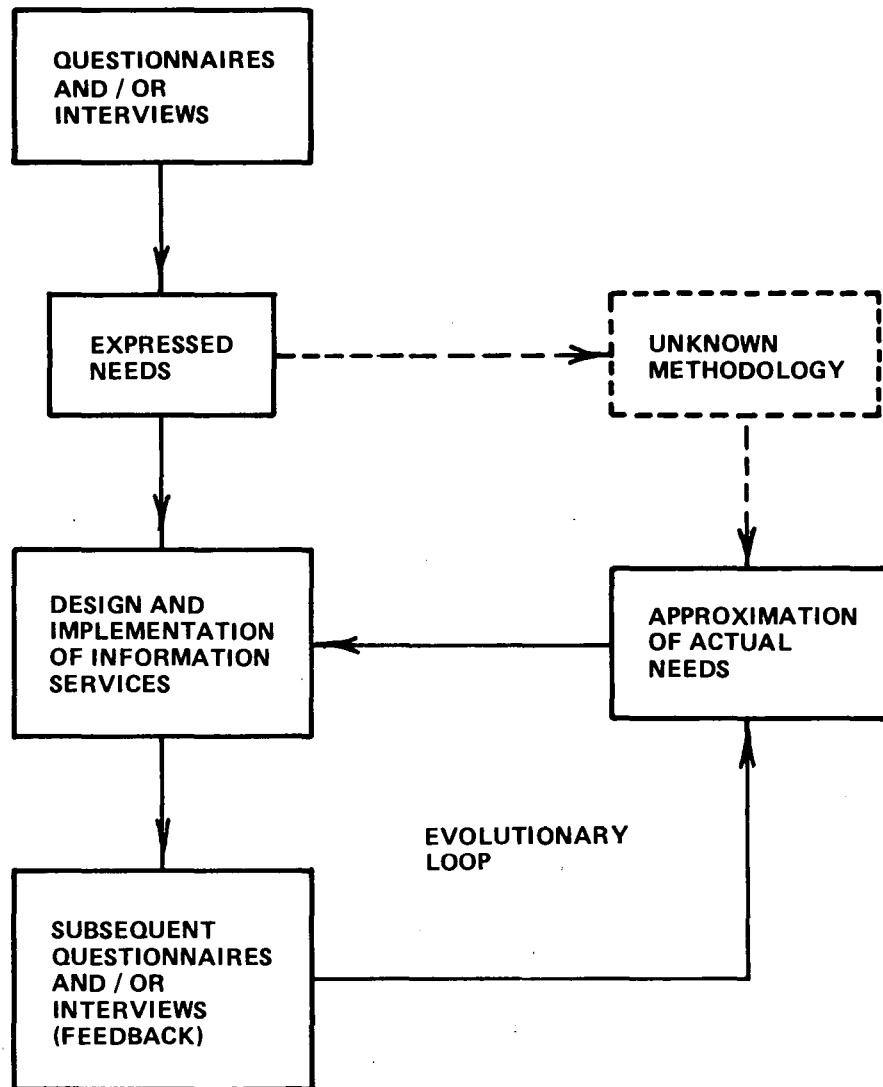 QUESTIONNAIRES
AND / OR
INTERVIEWS
EXPRESSED
NEEDS
UNKNOWN
METHODOLOGY
DESIGN AND
IMPLEMENTATION
OF INFORMATION
SERVICES
APPROXIMATION
OF ACTUAL
NEEDS
EVOLUTIONARY
LOOP
SUBSEQUENT
QUESTIONNAIRES
AND / OR
INTERVIEWS
(FEEDBACK)